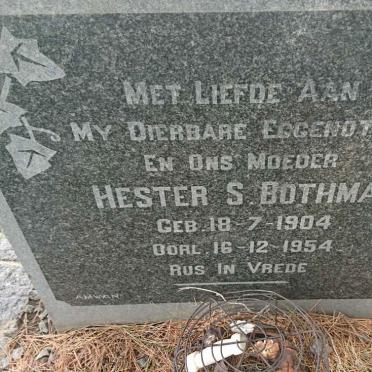 MET LIEFDE AAN
MY DIERBARE EGGENOT
EN ONS MOEDER
HESTER S. BOTHMA
GEB. 18-7-1904
OORL. 16-12-1954
RUS IN VREDE